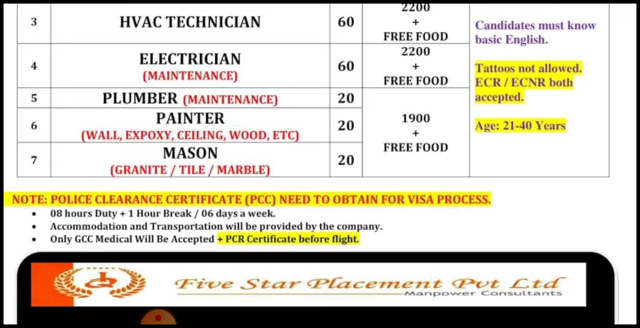 3 HVAC TECHNICIAN 60 2200
+
FREE FOOD
4 ELECTRICIAN
(MAINTENANCE) 60 2200
+
FREE FOOD
5 PLUMBER (MAINTENANCE) 20
6 PAINTER
(WALL, EXPOXY, CEILING, WOOD, ETC) 20
7 MASON
(GRANITE / TILE / MARBLE) 20
1900
+
FREE FOOD
Candidates must know
basic English.
Tattoos not allowed.
ECR / ECNR both
accepted.
Age: 21-40 Years
NOTE: POLICE CLEARANCE CERTIFICATE (PCC) NEED TO OBTAIN FOR VISA PROCESS.
• 08 hours Duty + 1 Hour Break / 06 days a week.
• Accommodation and Transportation will be provided by the company.
• Only GCC Medical Will Be Accepted + PCR Certificate before flight.
Five Star Placement Pvt Ltd
Manpower Consultants